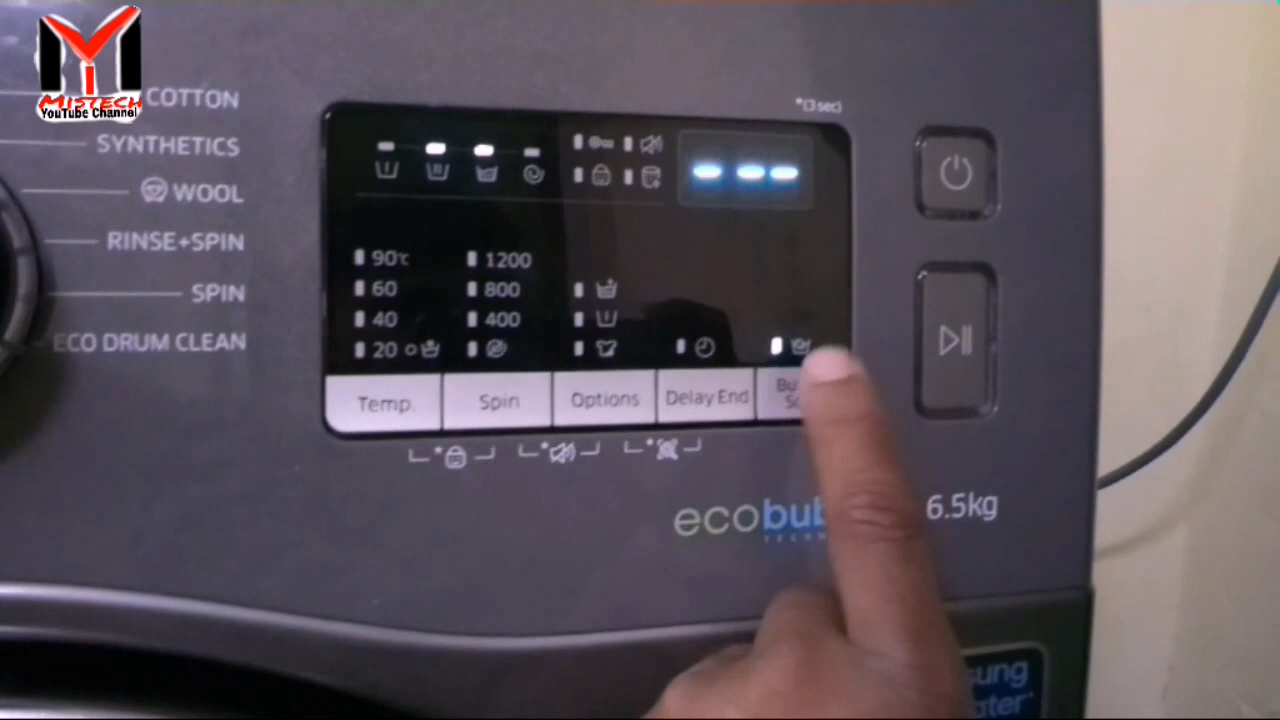 MISTECH
YouTube Channel
COTTON
SYNTHETICS
WOOL
RINSE+SPIN
SPIN
ECO DRUM CLEAN
*(3 sec)
90℃
60
40
20
1200
800
400
Temp.
Spin
Options
Delay End
ecobub
6.5kg